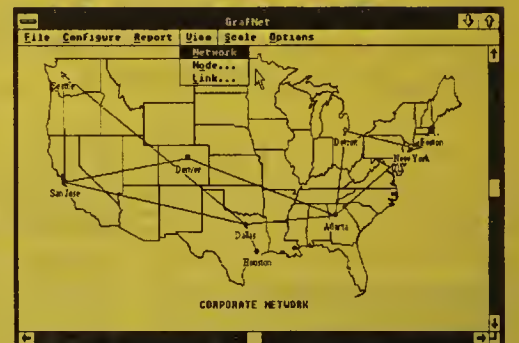 GrafNet
File Configure Report View Scale Options
Network
Node...
Link...
Seattle
Detroit
Boston
New York
Denver
San Jose
Dallas
Atlanta
Houston
CORPORATE NETWORK